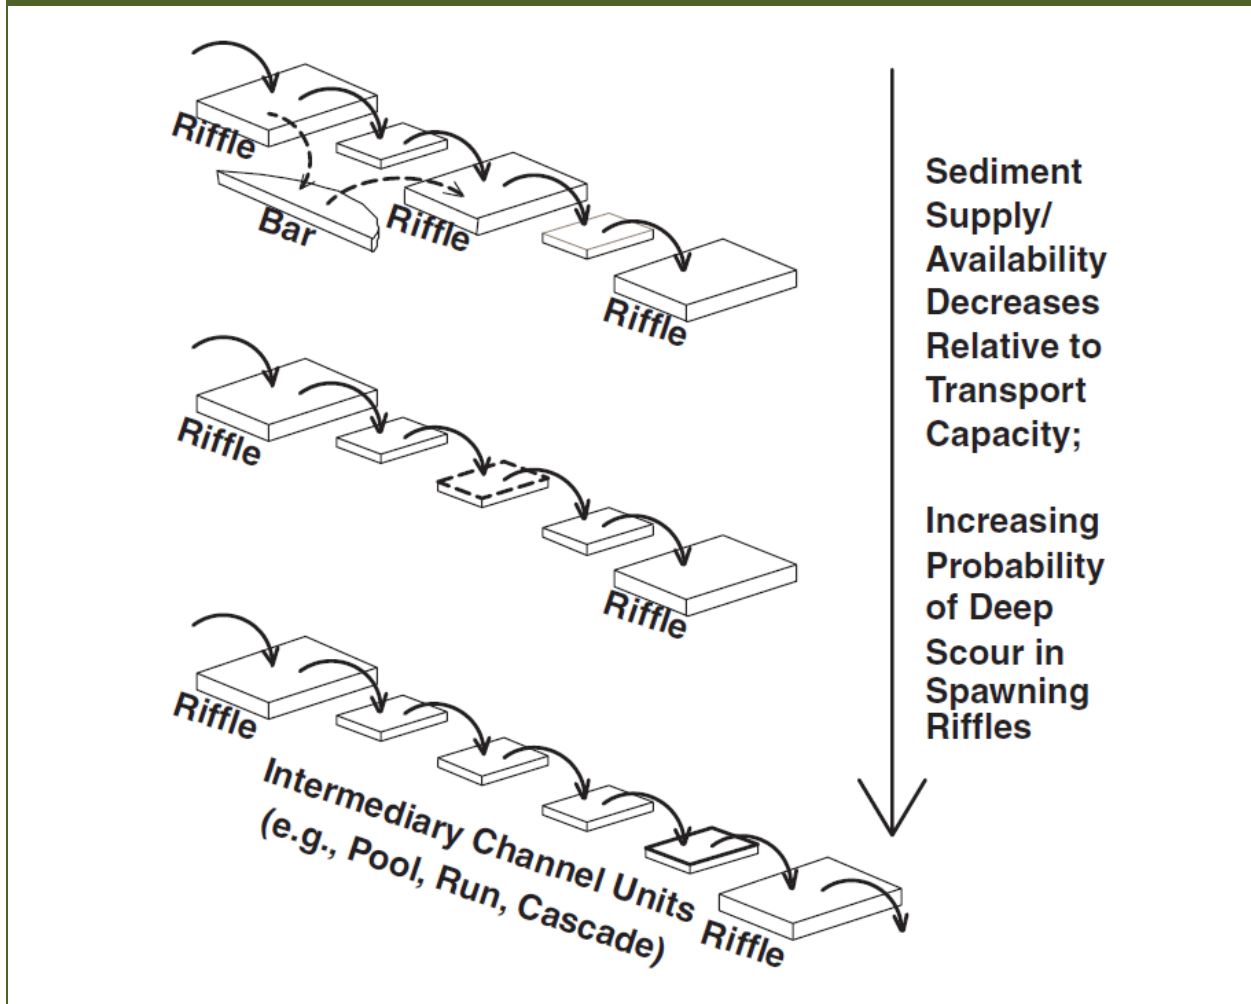 Riffle
Bar
Riffle
Riffle
Riffle
Riffle
Riffle
Intermediary Channel Units
(e.g., Pool, Run, Cascade)
Riffle
Sediment
Supply/
Availability
Decreases
Relative to
Transport
Capacity;
Increasing
Probability
of Deep
Scour in
Spawning
Riffles